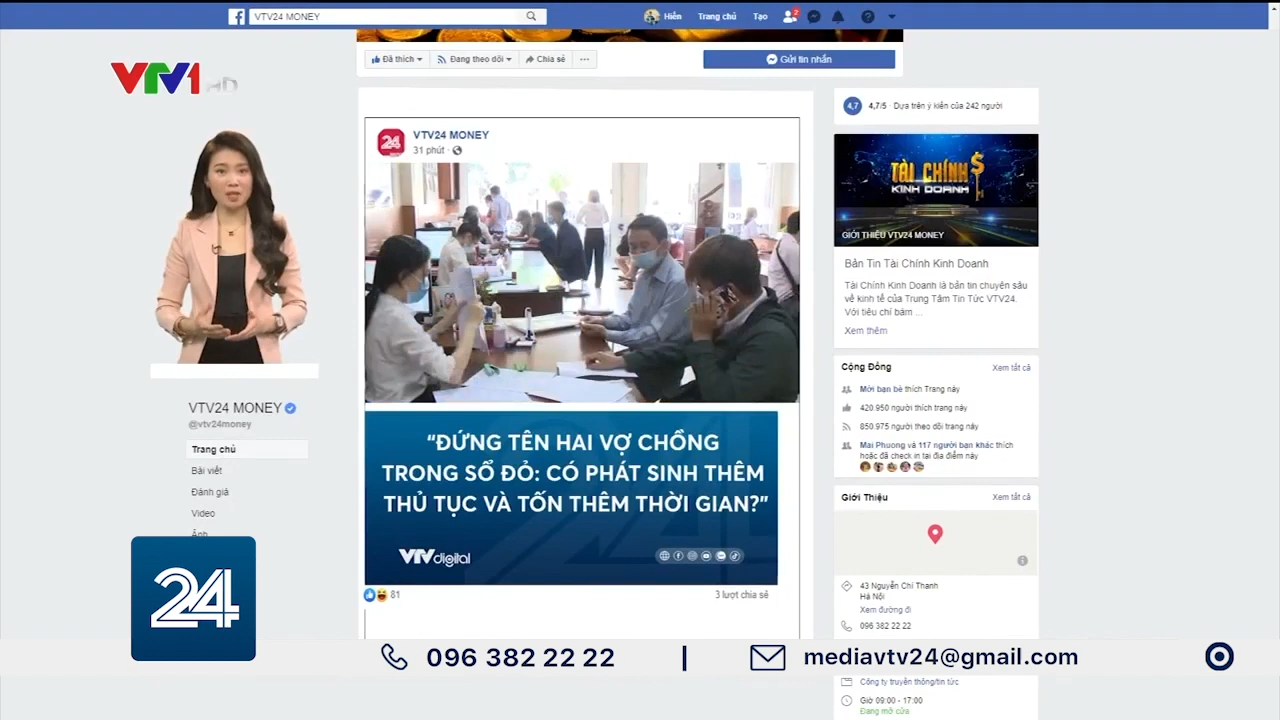 VTV24 MONEY
Hiền
Trang chủ
Tạo
2
VTV1 HD
Đã thích
Đang theo dõi
Chia sẻ
Gửi tin nhắn
24
VTV24 MONEY
31 phút
4,7
4,7/5 · Dựa trên ý kiến của 242 người
TÀI CHÍNH
KINH DOANH
GIỚI THIỆU VTV24 MONEY
Bản Tin Tài Chính Kinh Doanh
Tài Chính Kinh Doanh là bản tin chuyên sâu
về kinh tế của Trung Tâm Tin Tức VTV24.
Với tiêu chí bám ...
Xem thêm
Cộng Đồng
Xem tất cả
Mời bạn bè thích Trang này
420.950 người thích trang này
850.975 người theo dõi trang này
Mai Phuong và 117 người bạn khác thích
hoặc đã check in tại địa điểm này
Giới Thiệu
Xem tất cả
43 Nguyễn Chí Thanh
Hà Nội
Xem đường đi
096 382 22 22
Công ty truyền thông/tin tức
Giờ 09:00 - 17:00
Đang mở cửa
VTV24 MONEY
@vtv24money
Trang chủ
Bài viết
Đánh giá
Video
Ảnh
"ĐỨNG TÊN HAI VỢ CHỒNG
TRONG SỔ ĐỎ: CÓ PHÁT SINH THÊM
THỦ TỤC VÀ TỐN THÊM THỜI GIAN?"
VTVdigital
81
3 lượt chia sẻ
24
096 382 22 22 | mediavtv24@gmail.com